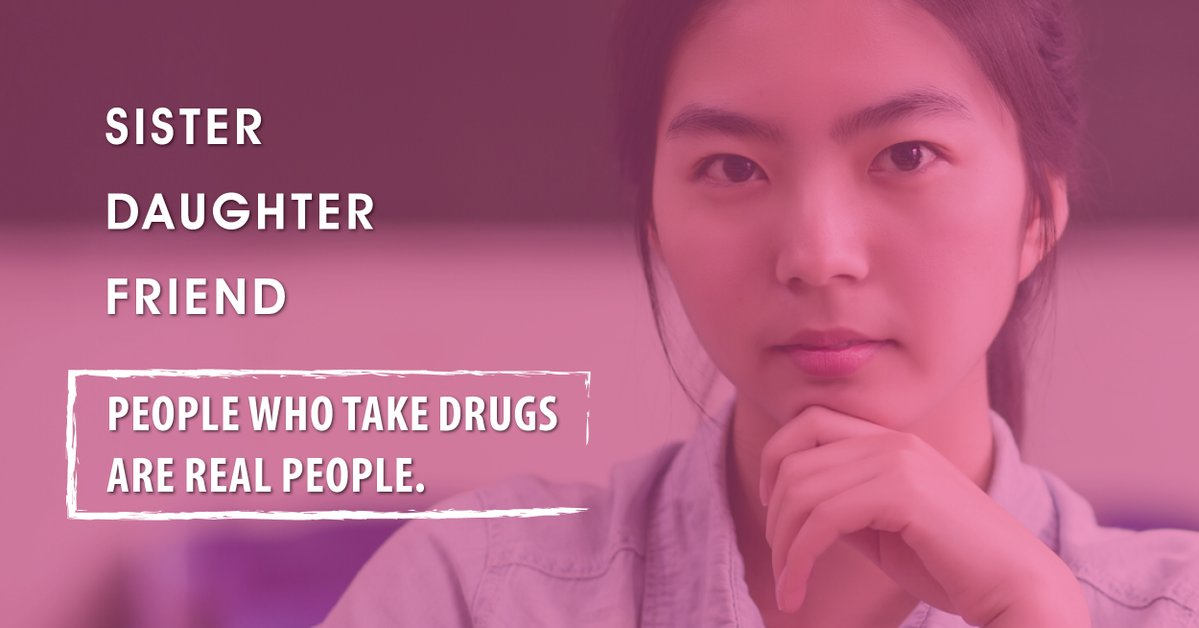 SISTER
DAUGHTER
FRIEND
PEOPLE WHO TAKE DRUGS
ARE REAL PEOPLE.